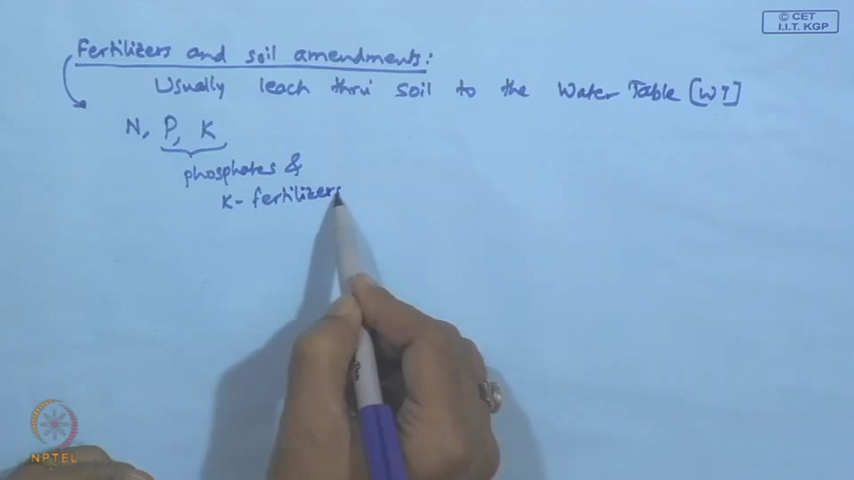 © CET
I.I.T. KGP
Fertilizers and soil amendments:
Usually leach thru soil to the Water Table [WT]
N, P, K
phosphates &
K- fertilizers
NPTEL